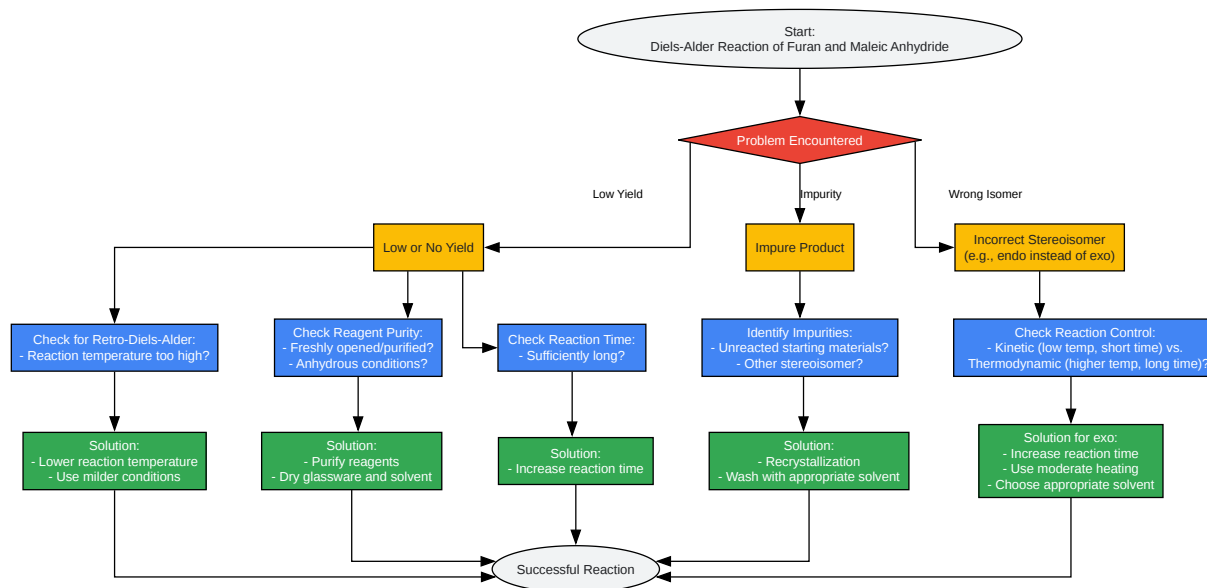 Start:
Diels-Alder Reaction of Furan and Maleic Anhydride
Problem Encountered
Low Yield
Impurity
Wrong Isomer
Low or No Yield
Impure Product
Incorrect Stereoisomer
(e.g., endo instead of exo)
Check for Retro-Diels-Alder:
- Reaction temperature too high?
Check Reagent Purity:
- Freshly opened/purified?
- Anhydrous conditions?
Check Reaction Time:
- Sufficiently long?
Identify Impurities:
- Unreacted starting materials?
- Other stereoisomer?
Check Reaction Control:
- Kinetic (low temp, short time) vs.
Thermodynamic (higher temp, long time)?
Solution:
- Lower reaction temperature
- Use milder conditions
Solution:
- Purify reagents
- Dry glassware and solvent
Solution:
- Increase reaction time
Solution:
- Recrystallization
- Wash with appropriate solvent
Solution for exo:
- Increase reaction time
- Use moderate heating
- Choose appropriate solvent
Successful Reaction